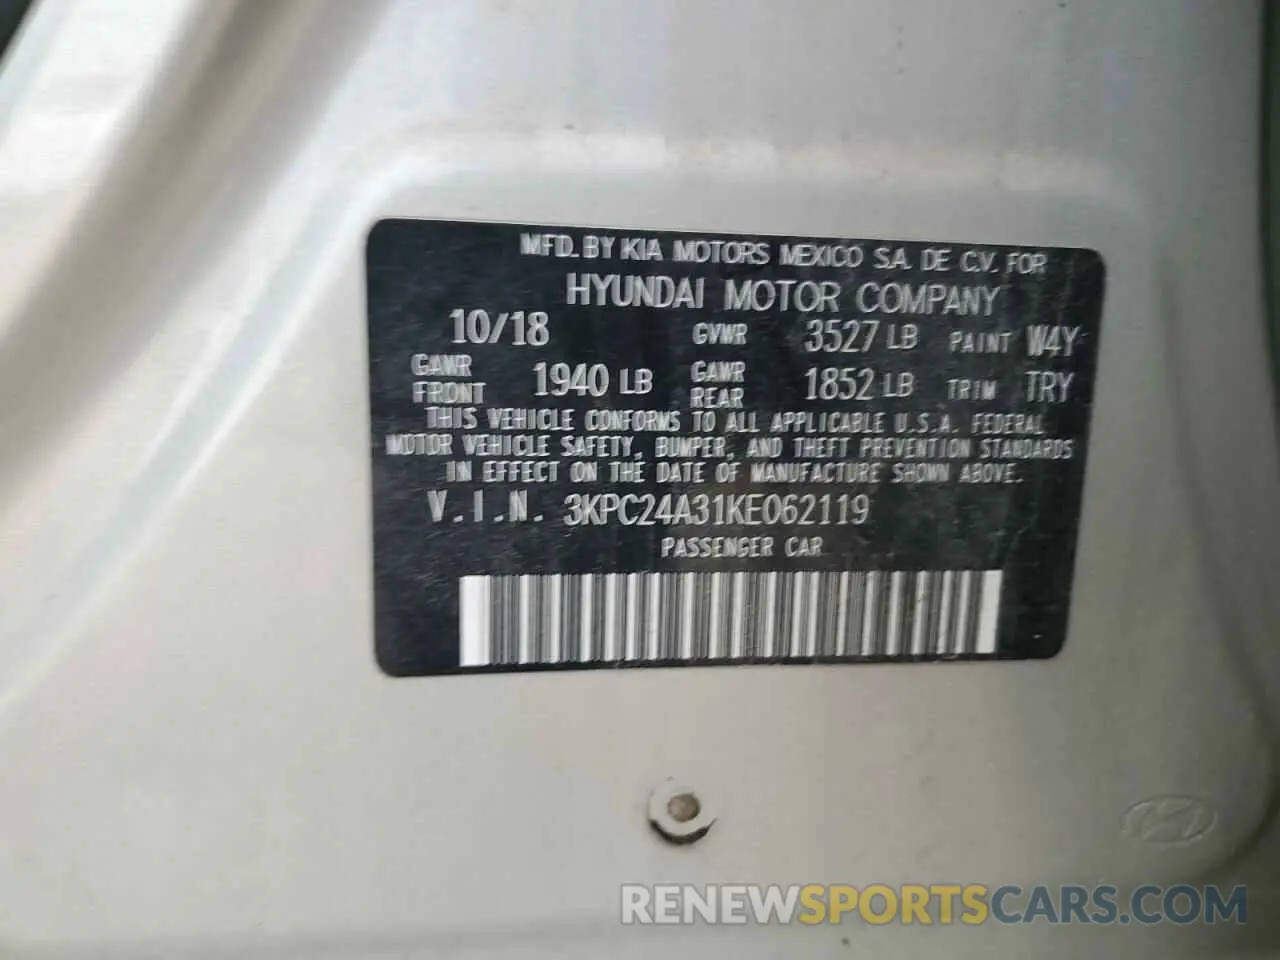 MFD. BY KIA MOTORS MEXICO S.A. DE C.V. FOR
HYUNDAI MOTOR COMPANY
10/18 GVWR 3527 LB PAINT W4Y
GAWR FRONT 1940 LB GAWR REAR 1852 LB TRIM TRY
THIS VEHICLE CONFORMS TO ALL APPLICABLE U.S.A. FEDERAL
MOTOR VEHICLE SAFETY, BUMPER, AND THEFT PREVENTION STANDARDS
IN EFFECT ON THE DATE OF MANUFACTURE SHOWN ABOVE.
V.I.N. 3KPC24A31KE062119
PASSENGER CAR
RENEWSPORTSCARS.COM